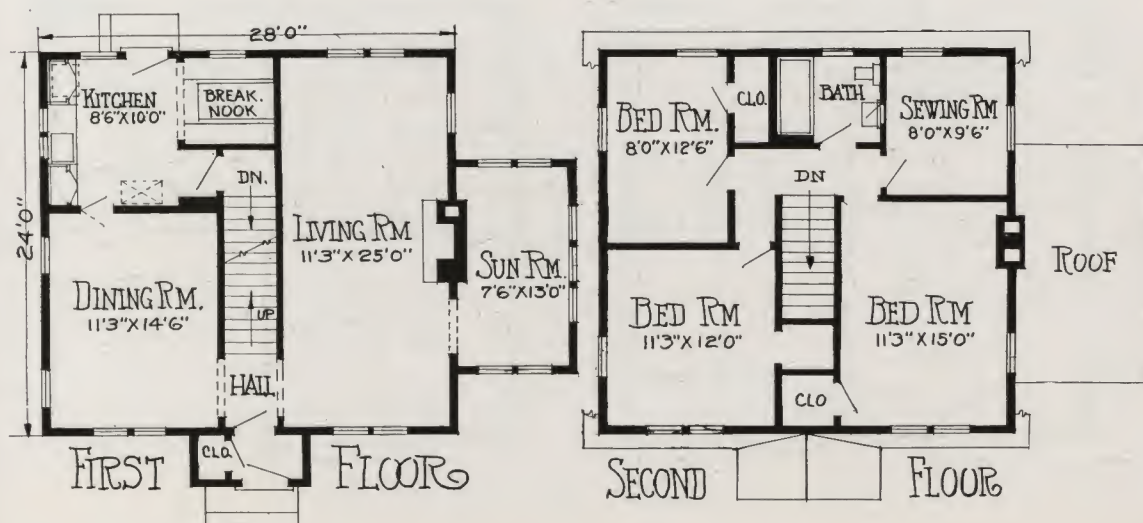 28'0"
24'0"
KITCHEN
8'6"X10'0"
BREAK.
NOOK
DN.
LIVING RM
11'3"X 25'0"
SUN RM.
7'6"X13'0"
DINING RM.
11'3"X14'6"
UP
HALL
CLO.
FIRST FLOOR
BED RM.
8'0"X12'6"
CLO.
BATH
SEWING RM
8'0"X9'6"
DN
ROOF
BED RM
11'3"X 12'0"
BED RM
11'3"X15'0"
CLO
SECOND FLOUR